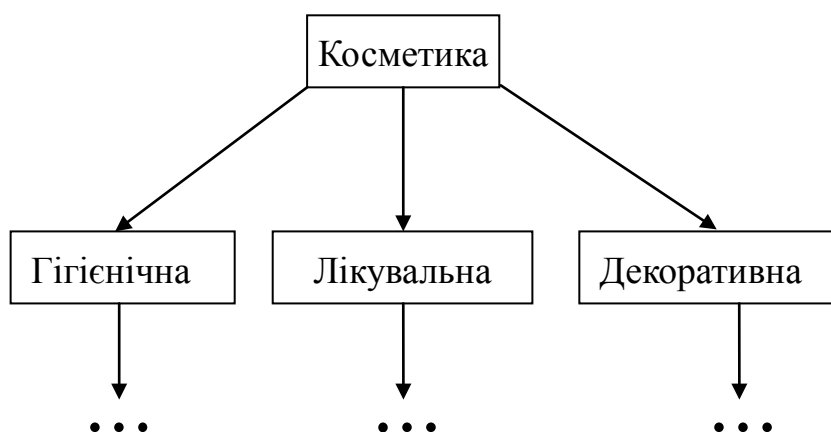 Косметика
Гігієнічна
Лікувальна
Декоративна
... ... ...